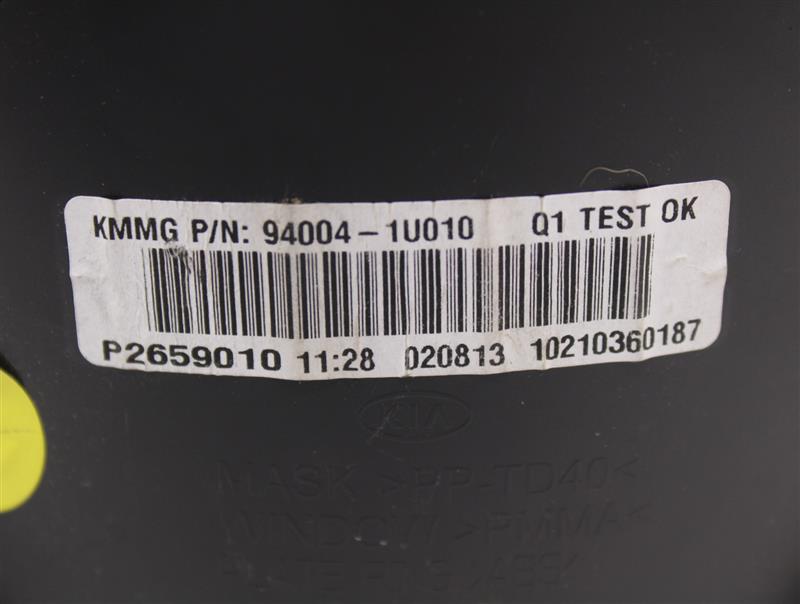 KMMG P/N: 94004-1U010 Q1 TEST OK
P2659010 11:28 020813 10210360187
KIA
MASK >PP-TD40<
WINDOW >PMMA<